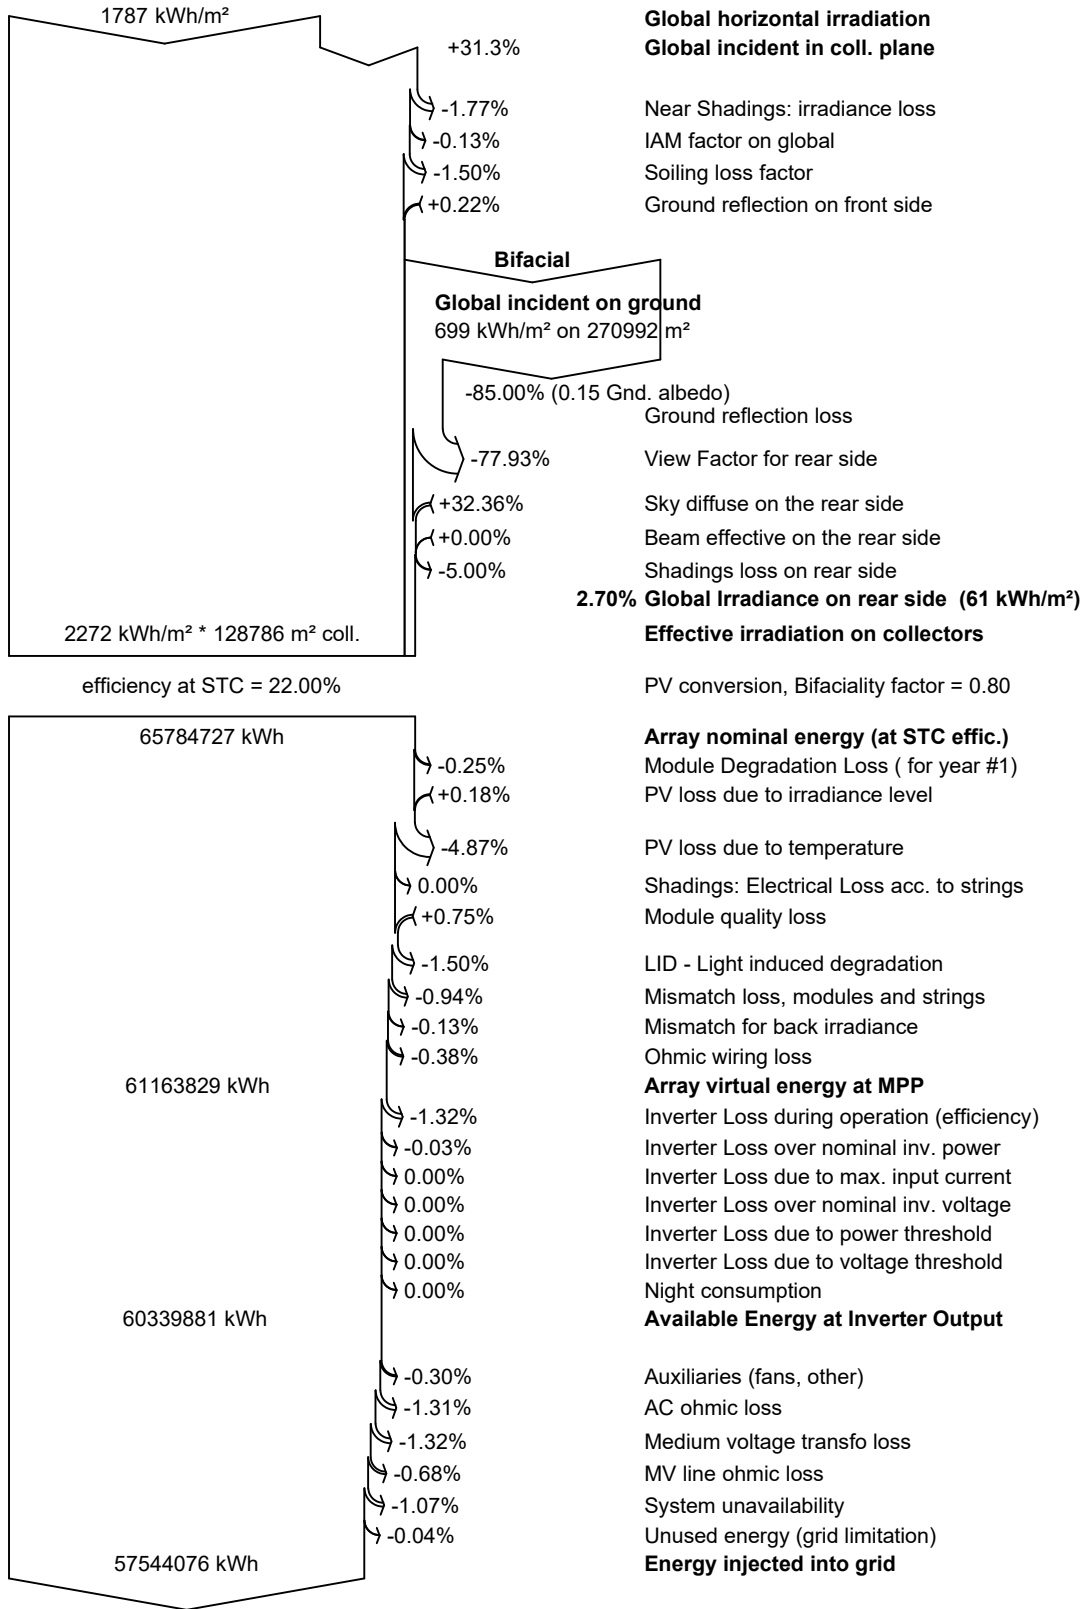 1787 kWh/m² Global horizontal irradiation
+31.3% Global incident in coll. plane
-1.77% Near Shadings: irradiance loss
-0.13% IAM factor on global
-1.50% Soiling loss factor
+0.22% Ground reflection on front side
Bifacial
Global incident on ground
699 kWh/m² on 270992 m²
-85.00% (0.15 Gnd. albedo)
Ground reflection loss
-77.93% View Factor for rear side
+32.36% Sky diffuse on the rear side
+0.00% Beam effective on the rear side
-5.00% Shadings loss on rear side
2.70% Global Irradiance on rear side (61 kWh/m²)
2272 kWh/m² * 128786 m² coll. Effective irradiation on collectors
efficiency at STC = 22.00% PV conversion, Bifaciality factor = 0.80
65784727 kWh Array nominal energy (at STC effic.)
-0.25% Module Degradation Loss ( for year #1)
+0.18% PV loss due to irradiance level
-4.87% PV loss due to temperature
0.00% Shadings: Electrical Loss acc. to strings
+0.75% Module quality loss
-1.50% LID - Light induced degradation
-0.94% Mismatch loss, modules and strings
-0.13% Mismatch for back irradiance
-0.38% Ohmic wiring loss
61163829 kWh Array virtual energy at MPP
-1.32% Inverter Loss during operation (efficiency)
-0.03% Inverter Loss over nominal inv. power
0.00% Inverter Loss due to max. input current
0.00% Inverter Loss over nominal inv. voltage
0.00% Inverter Loss due to power threshold
0.00% Inverter Loss due to voltage threshold
0.00% Night consumption
60339881 kWh Available Energy at Inverter Output
-0.30% Auxiliaries (fans, other)
-1.31% AC ohmic loss
-1.32% Medium voltage transfo loss
-0.68% MV line ohmic loss
-1.07% System unavailability
-0.04% Unused energy (grid limitation)
57544076 kWh Energy injected into grid